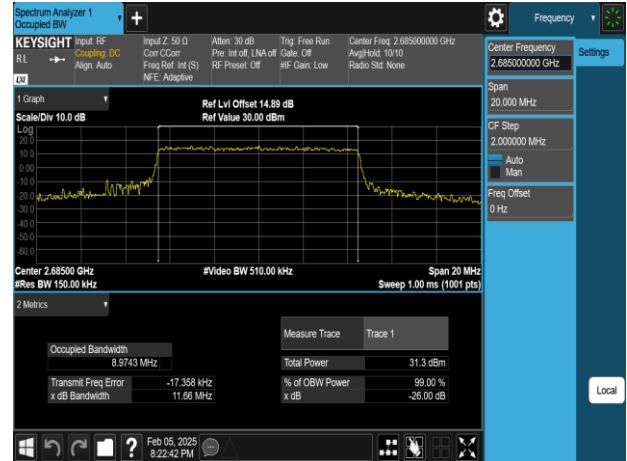 Spectrum Analyzer 1
Occupied BW
+
Frequency
KEYSIGHT
RL
LXI
Input: RF
Coupling: DC
Align: Auto
Input Z: 50 Ω
Corr CCorr
Freq Ref: Int (S)
NFE: Adaptive
Atten: 30 dB
Pre: Int off, LNA off
RF Preset: Off
Trig: Free Run
Gate: Off
#IF Gain: Low
Center Freq: 2.685000000 GHz
Avg|Hold: 10/10
Radio Std: None
Center Frequency
2.685000000 GHz
Settings
Span
20.000 MHz
CF Step
2.000000 MHz
Auto
Man
Freq Offset
0 Hz
1 Graph
Scale/Div 10.0 dB
Ref Lvl Offset 14.89 dB
Ref Value 30.00 dBm
Log
20.0
10.0
0.00
-10.0
-20.0
-30.0
-40.0
-50.0
-60.0
Center 2.68500 GHz
#Res BW 150.00 kHz
#Video BW 510.00 kHz
Span 20 MHz
Sweep 1.00 ms (1001 pts)
2 Metrics
Measure Trace
Trace 1
Occupied Bandwidth
8.9743 MHz
Total Power
31.3 dBm
Transmit Freq Error
-17.358 kHz
% of OBW Power
99.00 %
x dB Bandwidth
11.66 MHz
x dB
-26.00 dB
Local
?
Feb 05, 2025
8:22:42 PM